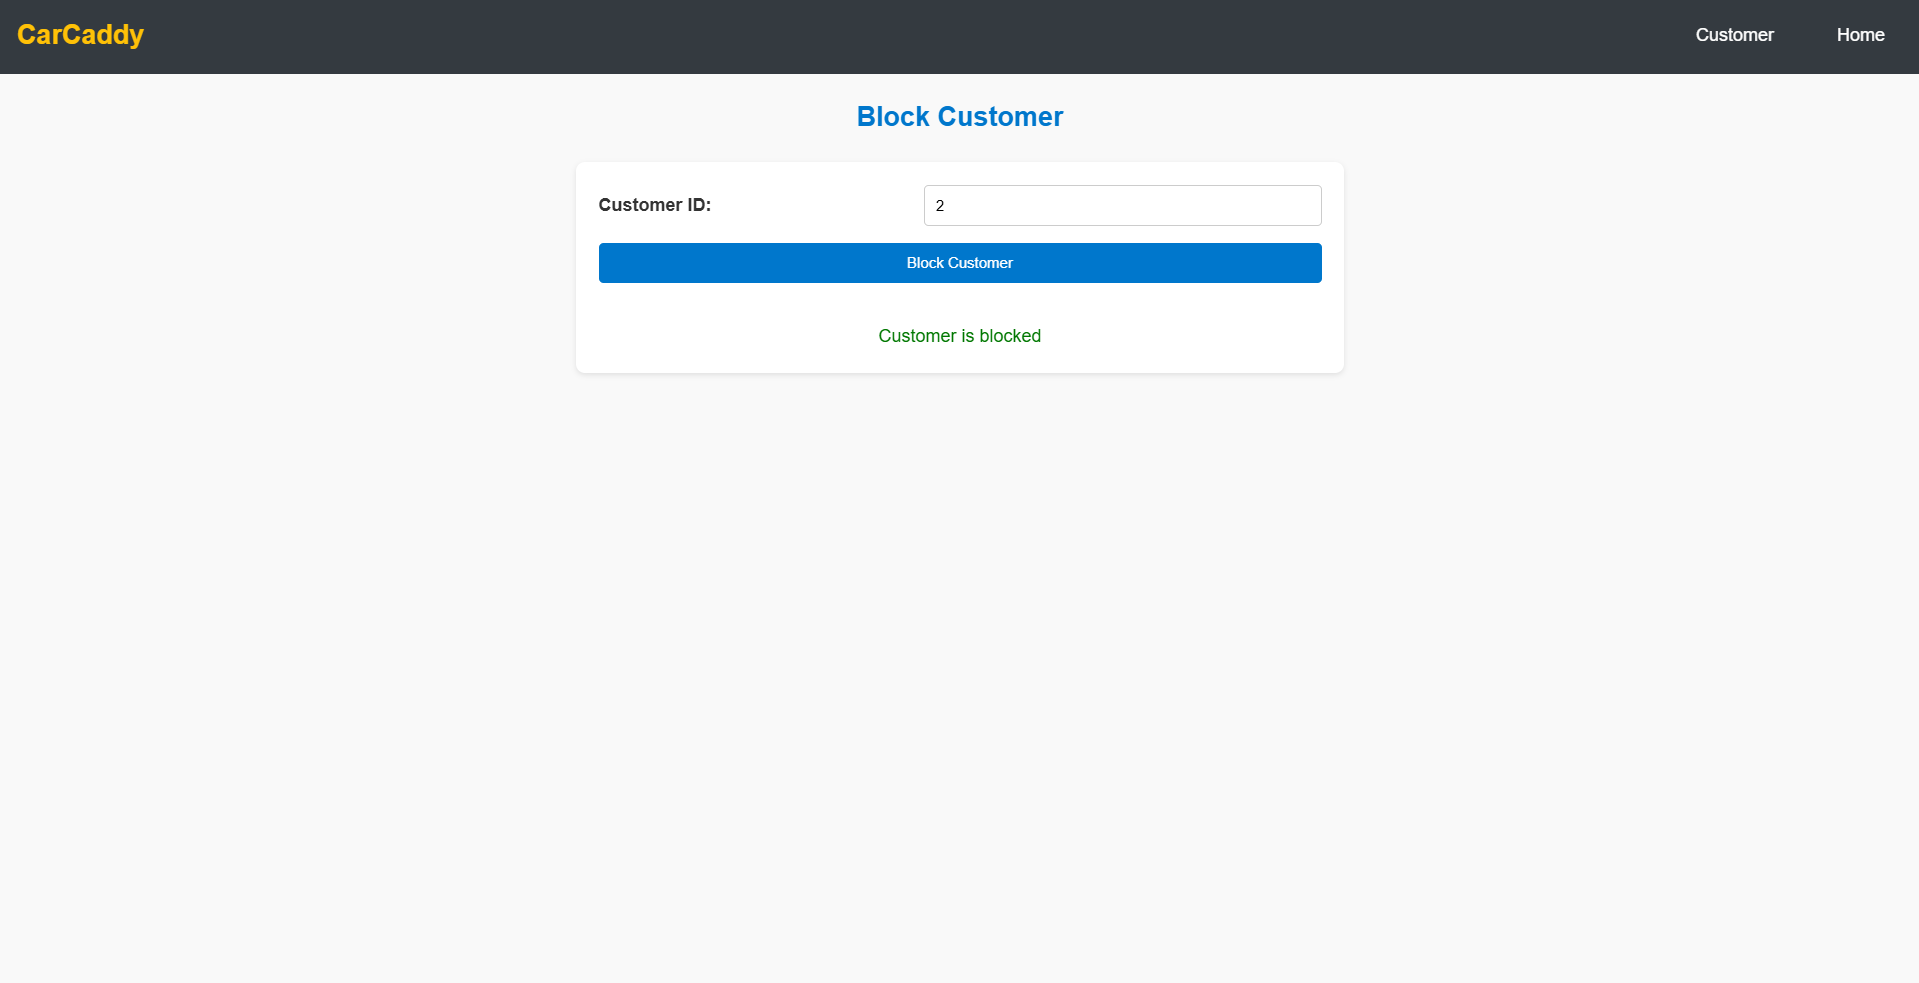 CarCaddy
Customer
Home
Block Customer
Customer ID:
2
Block Customer
Customer is blocked